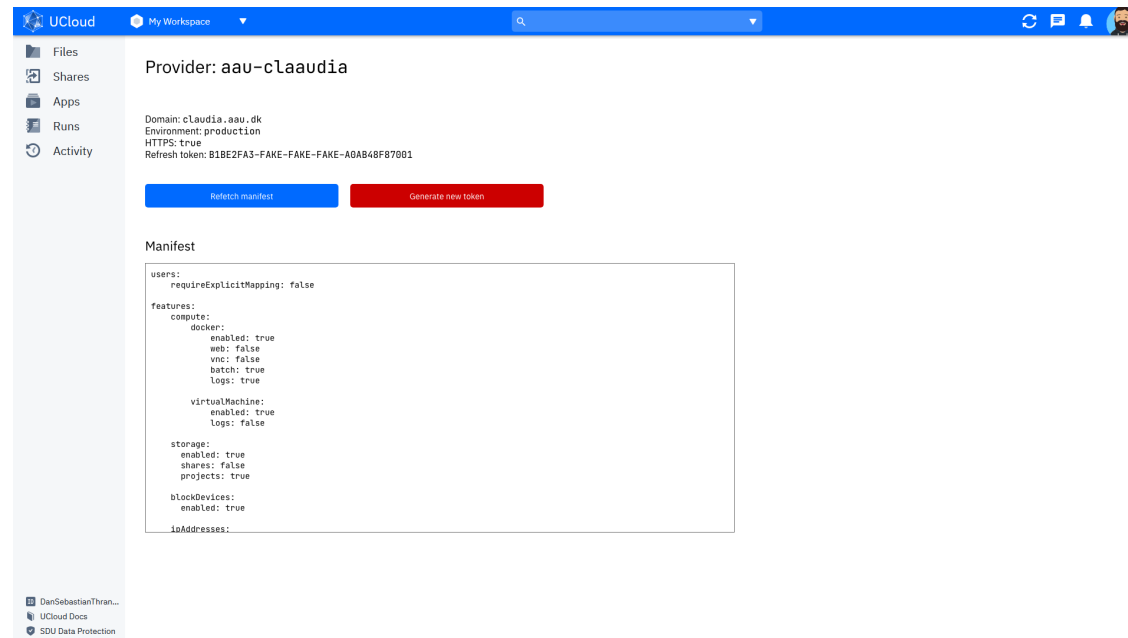 UCloud
My Workspace
Files
Shares
Apps
Runs
Activity
Provider: aau-claaudia
Domain: claudia.aau.dk
Environment: production
HTTPS: true
Refresh token: B1BE2FA3-FAKE-FAKE-FAKE-A0AB48F87001
Refetch manifest
Generate new token
Manifest
users:
    requireExplicitMapping: false
features:
    compute:
        docker:
            enabled: true
            web: false
            vnc: false
            batch: true
            logs: true
        virtualMachine:
            enabled: true
            logs: false
    storage:
      enabled: true
      shares: false
      projects: true
    blockDevices:
      enabled: true
    ipAddresses:
DanSebastianThran...
UCloud Docs
SDU Data Protection